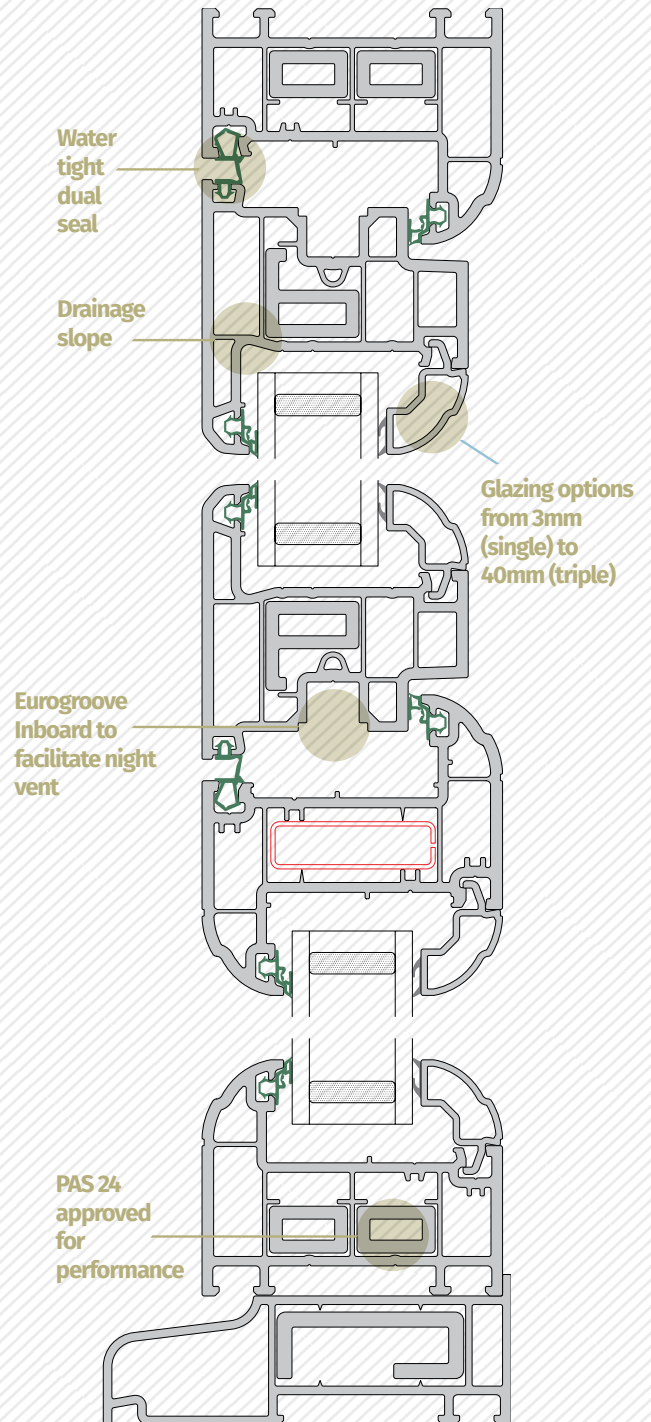 Water
tight
dual
seal
Drainage
slope
Glazing options
from 3mm
(single) to
40mm (triple)
Eurogroove
Inboard to
facilitate night
vent
PAS 24
approved
for
performance